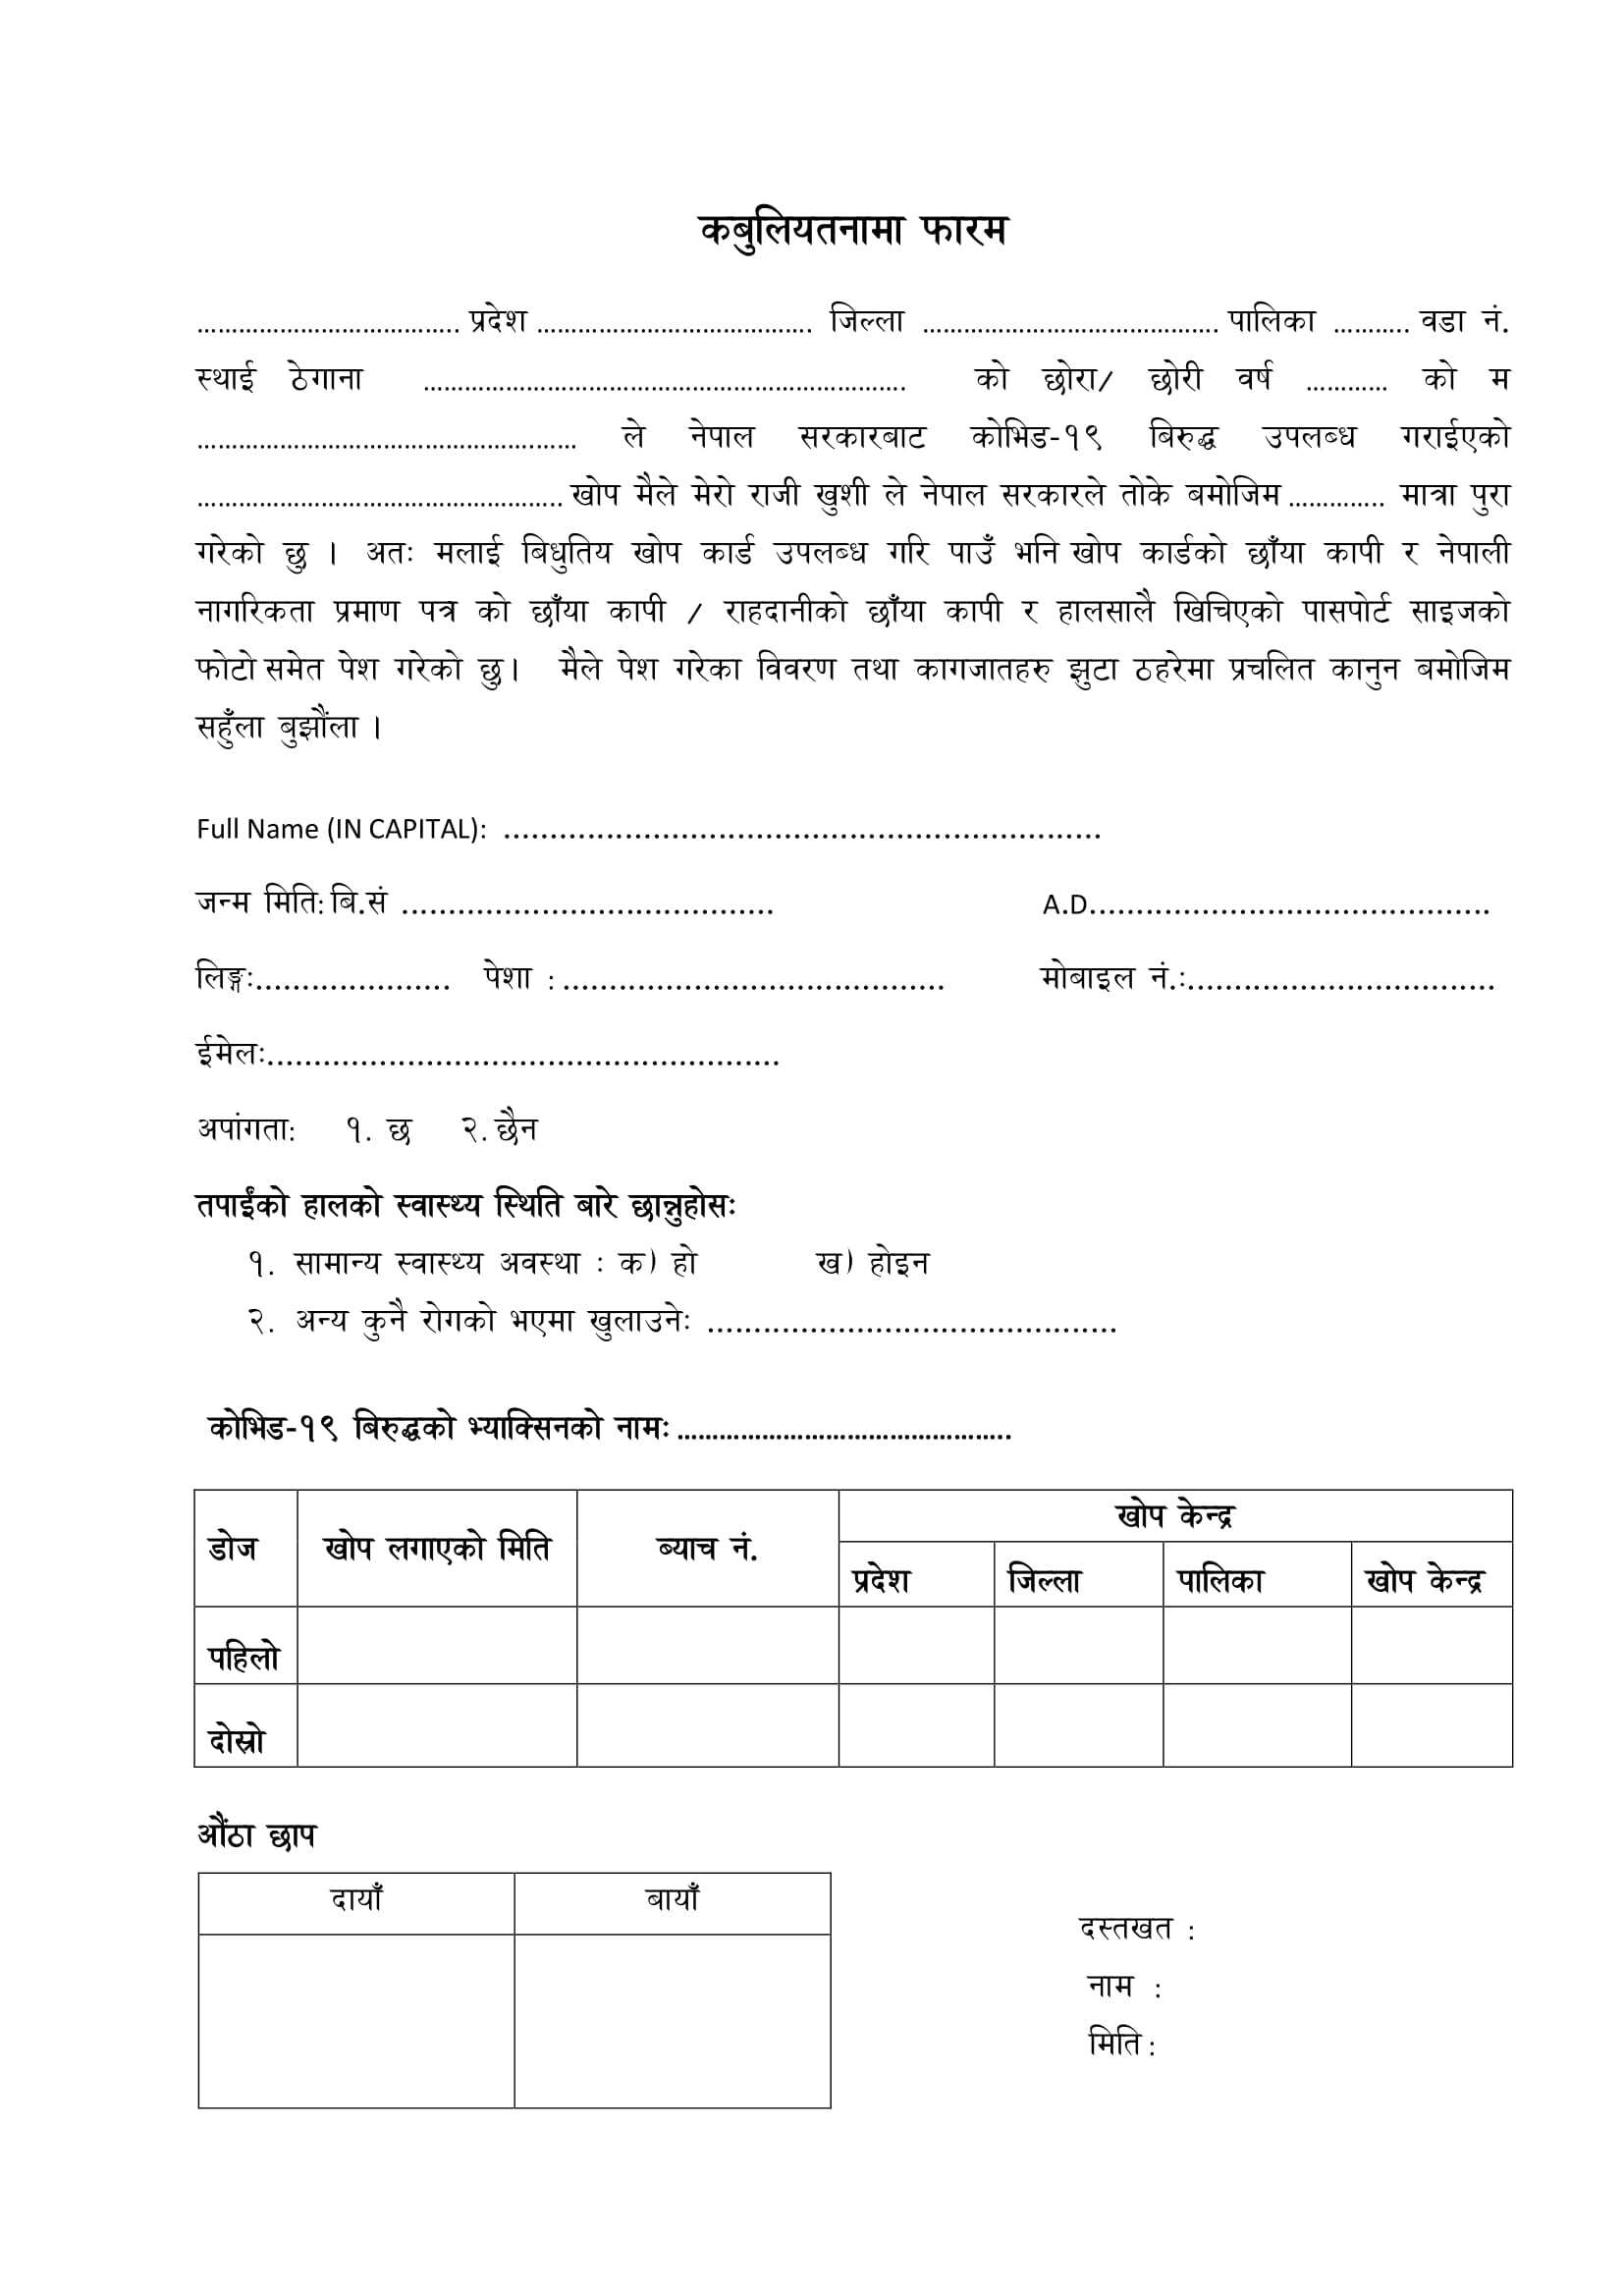 कबुलियतनामा फारम
.................................. प्रदेश ........................................ जिल्ला ........................................... पालिका ........... वडा नं.
स्थाई ठेगाना ...................................................................... को छोरा/ छोरी वर्ष ............ को म
....................................................... ले नेपाल सरकारबाट कोभिड-१९ बिरुद्ध उपलब्ध गराईएको
..................................................... खोप मैले मेरो राजी खुशी ले नेपाल सरकारले तोके बमोजिम .............. मात्रा पुरा
गरेको छु । अतः मलाई बिधुतिय खोप कार्ड उपलब्ध गरि पाउँ भनि खोप कार्डको छाँया कापी र नेपाली
नागरिकता प्रमाण पत्र को छाँया कापी / राहदानीको छाँया कापी र हालसालै खिचिएको पासपोर्ट साइजको
फोटो समेत पेश गरेको छु। मैले पेश गरेका विवरण तथा कागजातहरु झुटा ठहरेमा प्रचलित कानुन बमोजिम
सहुँला बुझौंला ।
Full Name (IN CAPITAL): ................................................................
जन्म मितिः बि.सं ........................................ A.D...........................................
लिङ्गः..................... पेशा : ......................................... मोबाइल नं.:.................................
ईमेलः.......................................................
अपांगताः १. छ २. छैन
तपाईंको हालको स्वास्थ्य स्थिति बारे छान्नुहोसः
१. सामान्य स्वास्थ्य अवस्था : क) हो ख) होइन
२. अन्य कुनै रोगको भएमा खुलाउनेः ............................................
कोभिड-१९ बिरुद्धको भ्याक्सिनको नामः ..............................................
डोज खोप लगाएको मिति ब्याच नं. खोप केन्द्र
प्रदेश जिल्ला पालिका खोप केन्द्र
पहिलो
दोस्रो
औंठा छाप
दायाँ बायाँ
दस्तखत :
नाम :
मिति :